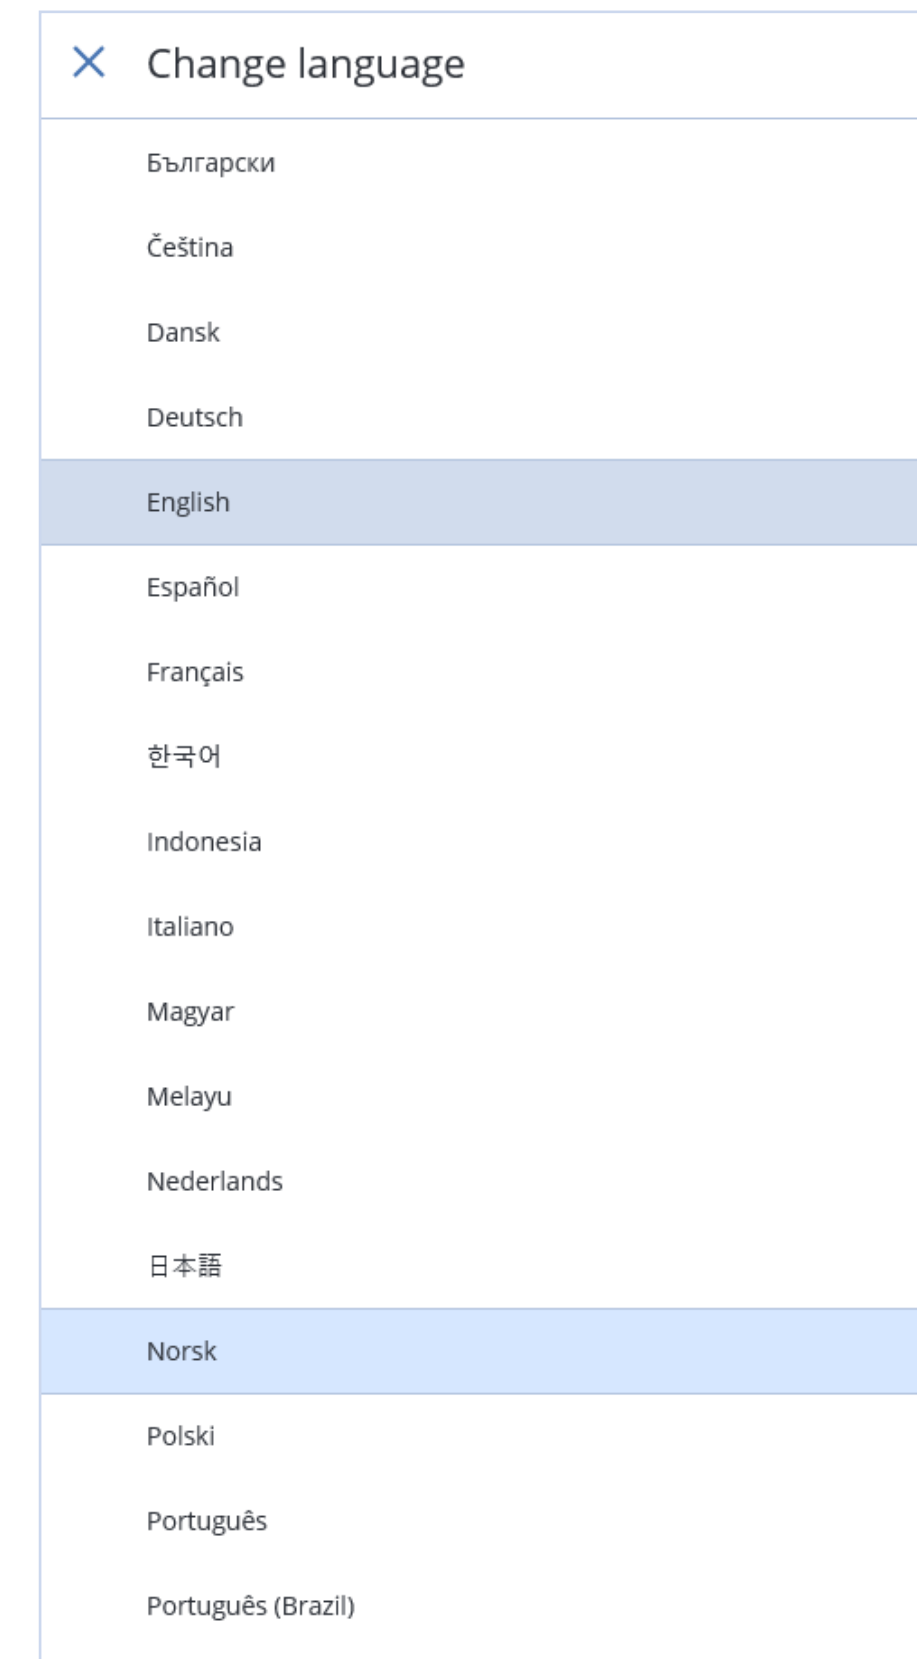 Change language
Български
Čeština
Dansk
Deutsch
English
Español
Français
한국어
Indonesia
Italiano
Magyar
Melayu
Nederlands
日本語
Norsk
Polski
Português
Português (Brazil)